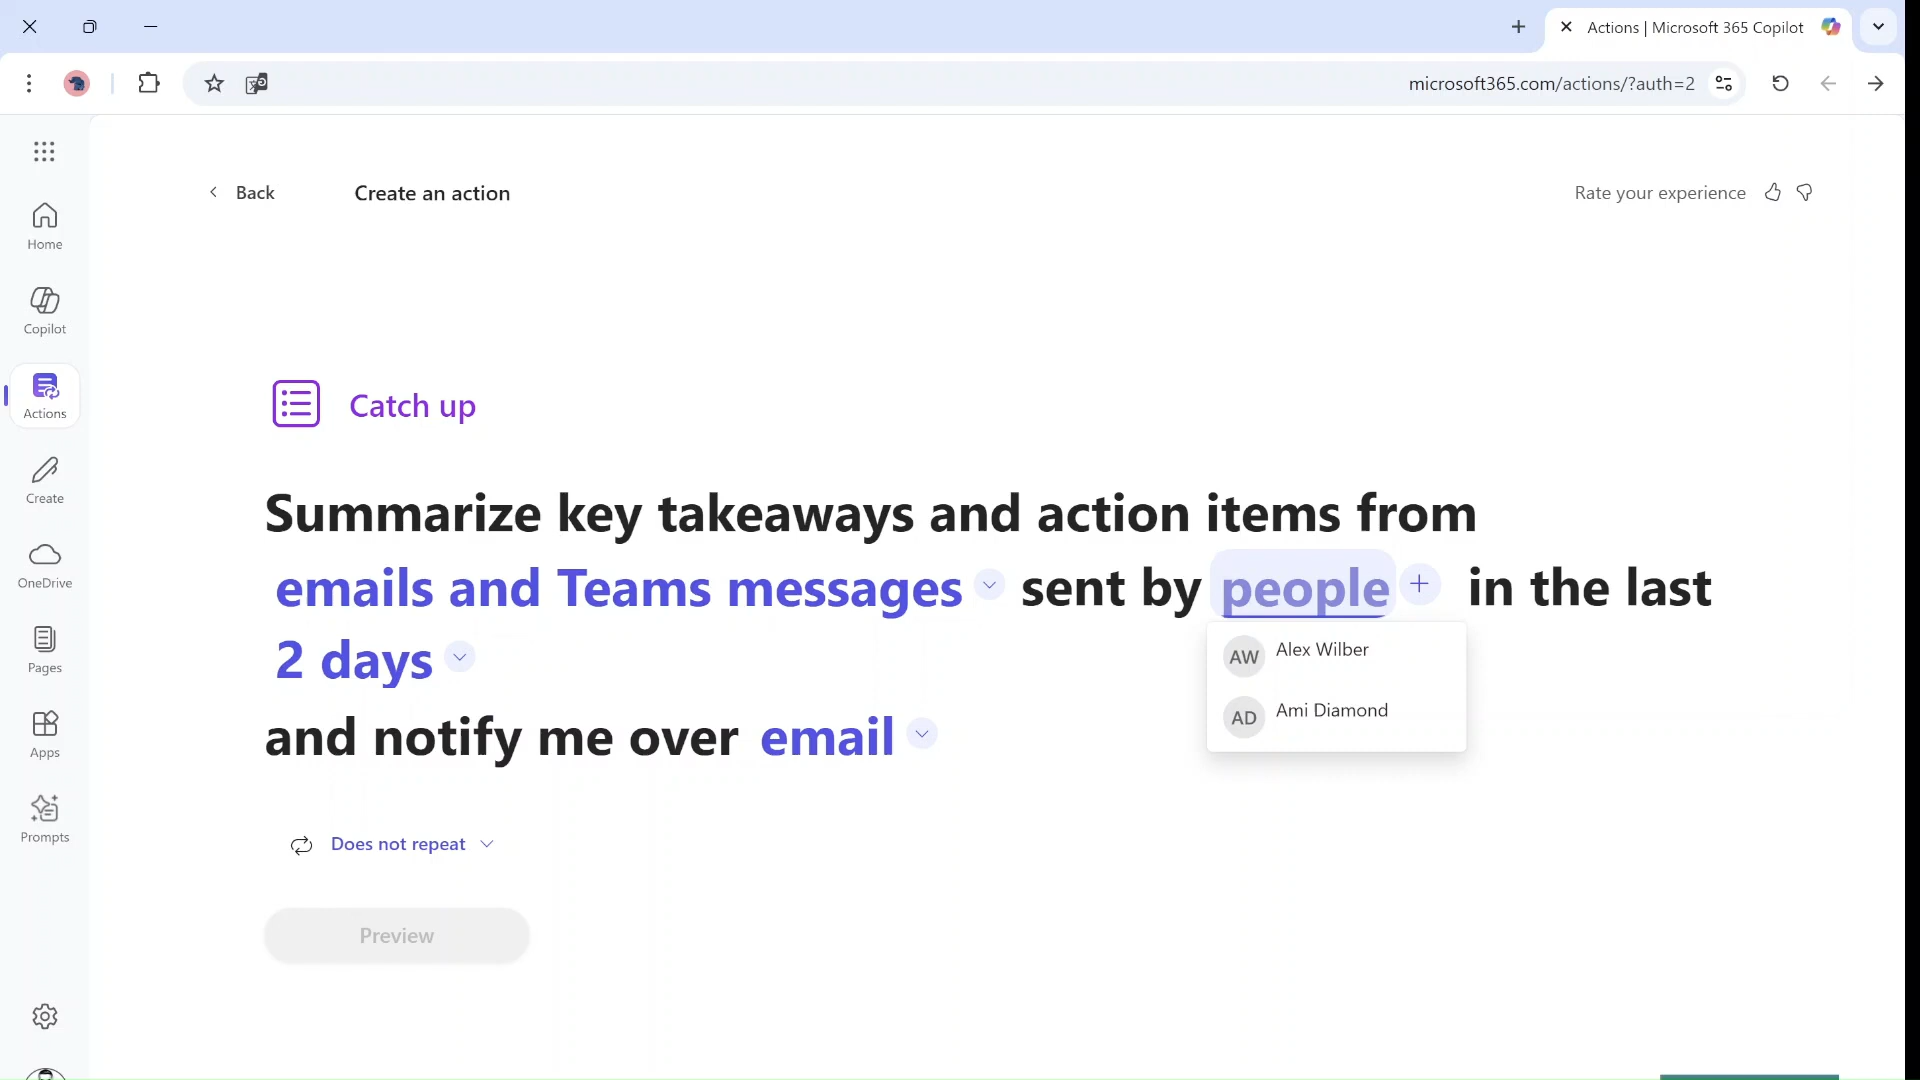 Actions | Microsoft 365 Copilot
microsoft365.com/actions/?auth=2
Back
Create an action
Rate your experience
Home
Copilot
Actions
Create
OneDrive
Pages
Apps
Prompts
Catch up
Summarize key takeaways and action items from
emails and Teams messages sent by people in the last
2 days
AW Alex Wilber
AD Ami Diamond
and notify me over email
Does not repeat
Preview